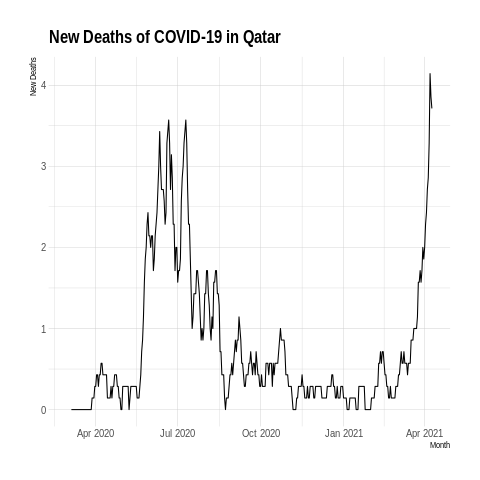 New Deaths of COVID-19 in Qatar
New Deaths
4
3
2
1
0
Apr 2020 Jul 2020 Oct 2020 Jan 2021 Apr 2021
Month